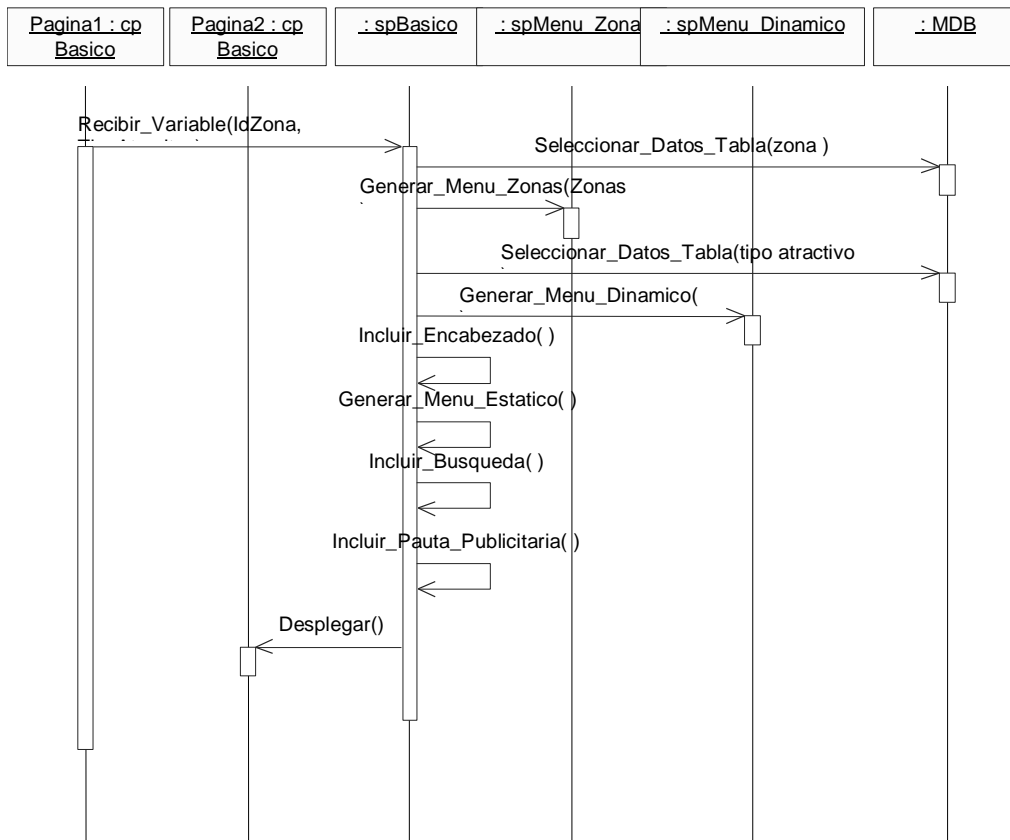 Pagina1 : cp
Basico
Pagina2 : cp
Basico
: spBasico
: spMenu_Zona
: spMenu_Dinamico
: MDB
Recibir_Variable(IdZona,
Seleccionar_Datos_Tabla(zona )
Generar_Menu_Zonas(Zonas
Seleccionar_Datos_Tabla(tipo atractivo
Generar_Menu_Dinamico(
Incluir_Encabezado( )
Generar_Menu_Estatico( )
Incluir_Busqueda( )
Incluir_Pauta_Publicitaria( )
Desplegar()